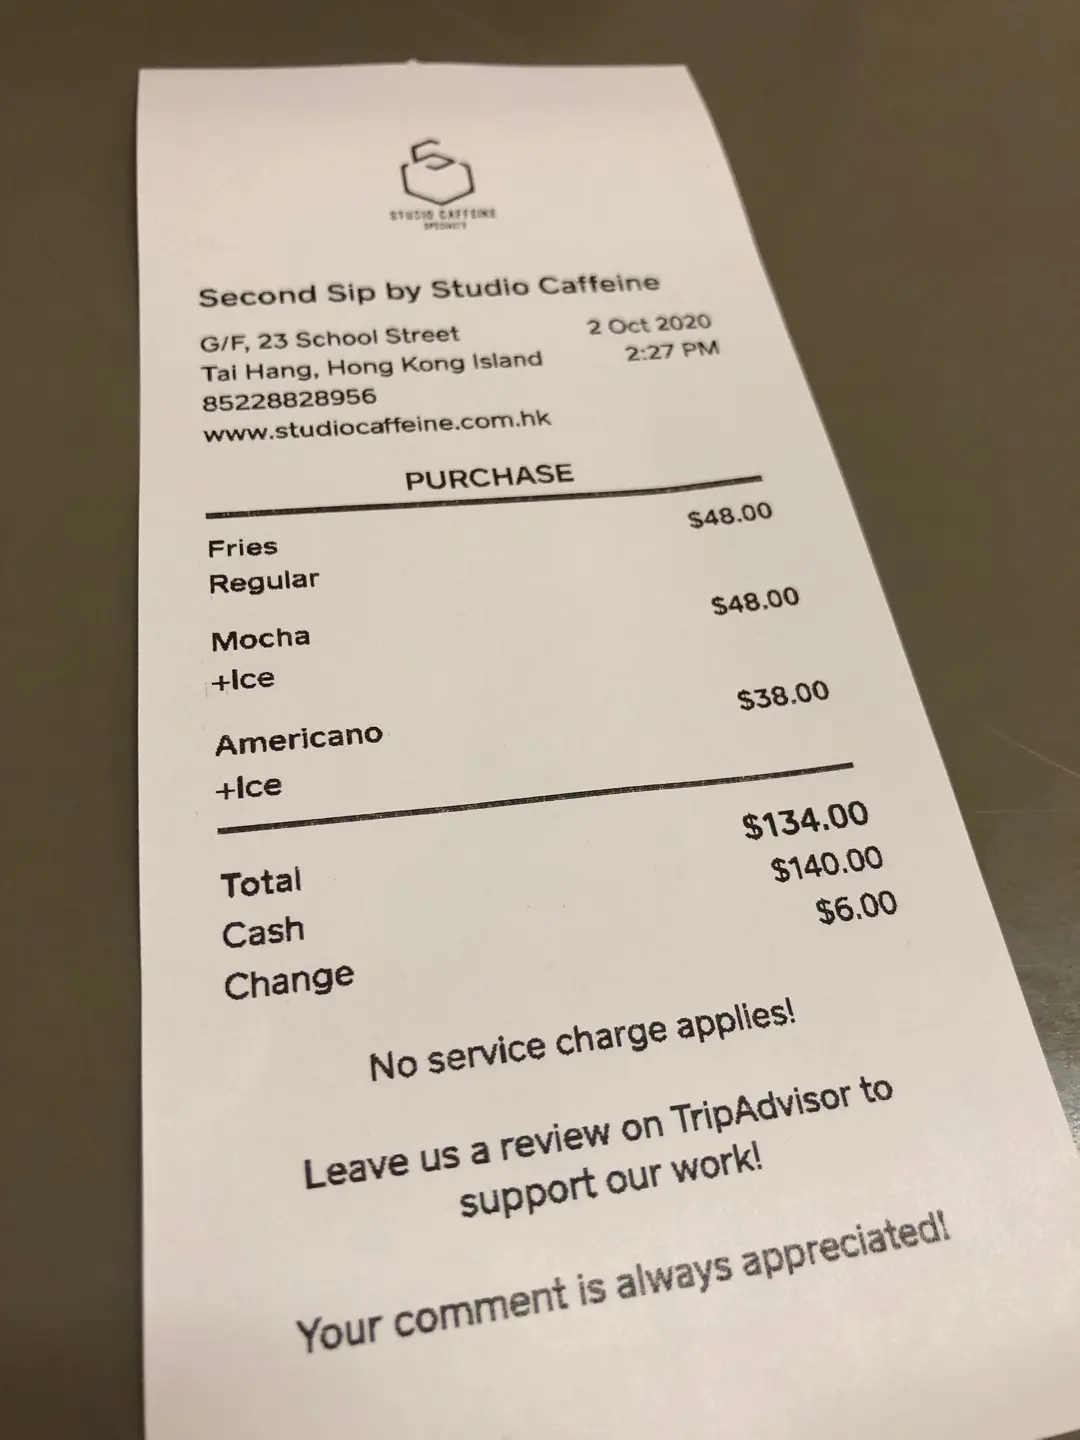 STUDIO CAFFEINE
SPECIALTY
Second Sip by Studio Caffeine
G/F, 23 School Street
2 Oct 2020
Tai Hang, Hong Kong Island
2:27 PM
85228828956
www.studiocaffeine.com.hk
PURCHASE
Fries $48.00
Regular
Mocha $48.00
+Ice
Americano $38.00
+Ice
Total $134.00
Cash $140.00
Change $6.00
No service charge applies!
Leave us a review on TripAdvisor to
support our work!
Your comment is always appreciated!